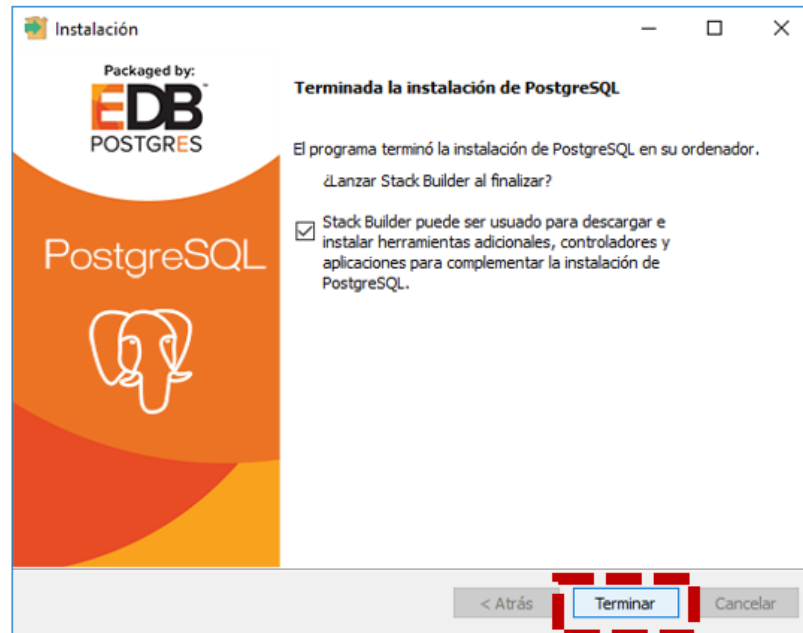 Instalación
Packaged by:
EDB
POSTGRES
PostgreSQL
Terminada la instalación de PostgreSQL
El programa terminó la instalación de PostgreSQL en su ordenador.
¿Lanzar Stack Builder al finalizar?
Stack Builder puede ser usado para descargar e
instalar herramientas adicionales, controladores y
aplicaciones para complementar la instalación de
PostgreSQL.
< Atrás
Terminar
Cancelar